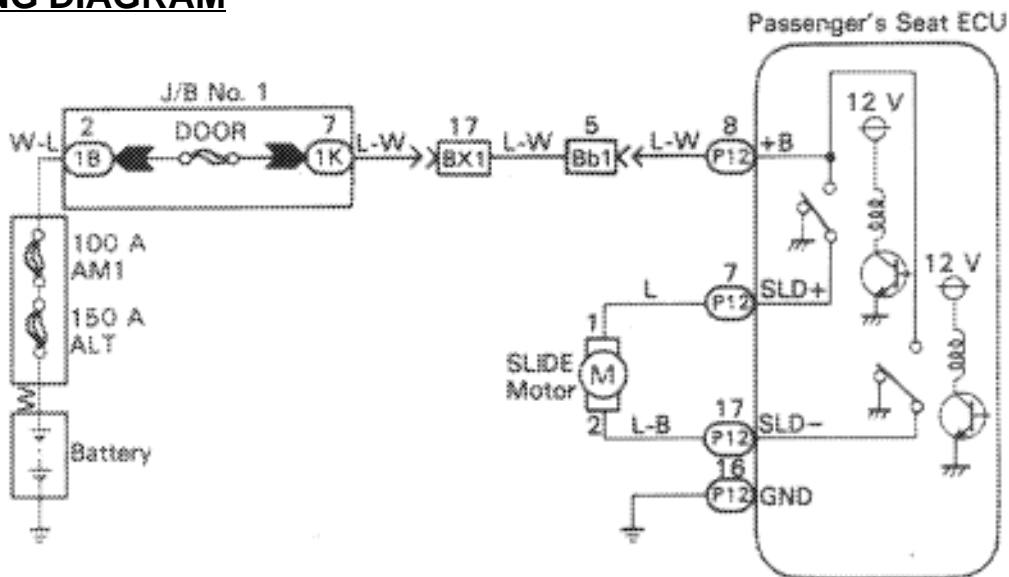 NG DIAGRAM
Passenger's Seat ECU
J/B No. 1
W-L
2
1B
DOOR
7
1K
L-W
17
BX1
L-W
5
Bb1
L-W
8
P12
+B
12 V
100 A
AM1
150 A
ALT
W
Battery
L
7
P12
SLD+
12 V
1
SLIDE
Motor
M
2
L-B
17
P12
SLD-
16
P12
GND